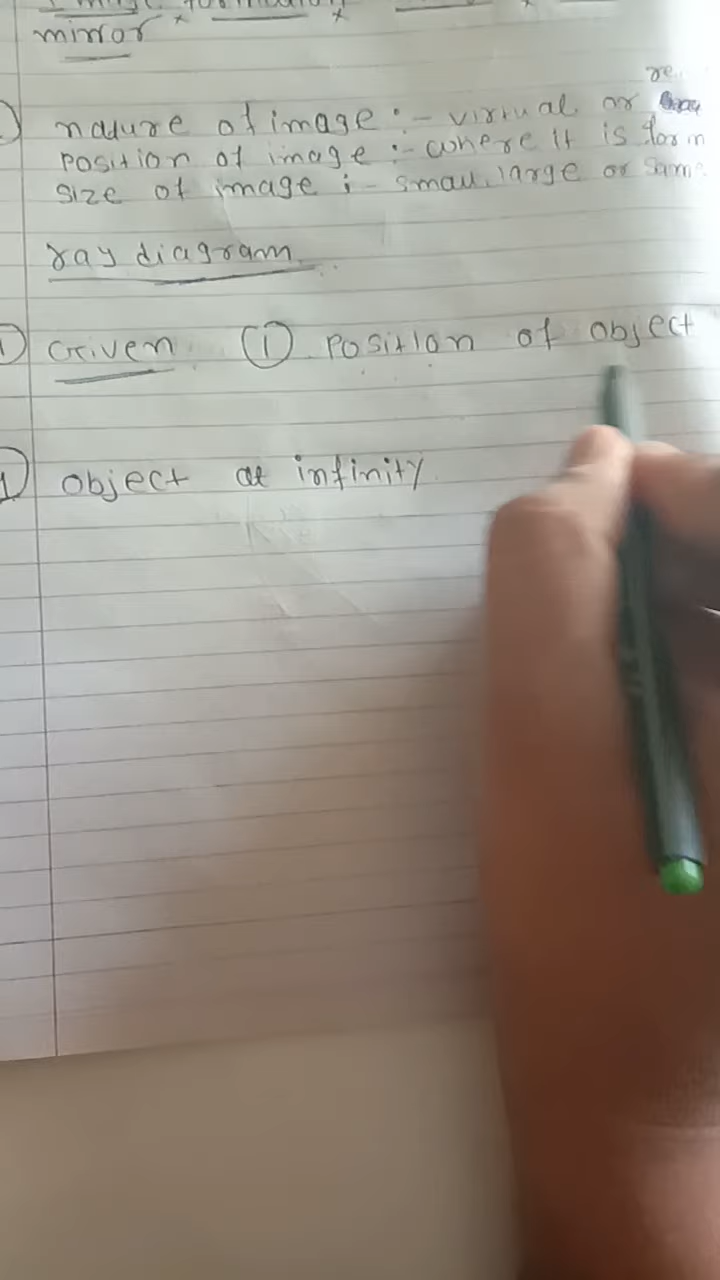 mirror
nature of image :- virtual or
position of image :- where it is form
size of image :- small, large or same
ray diagram
Given ① Position of object
object at infinity